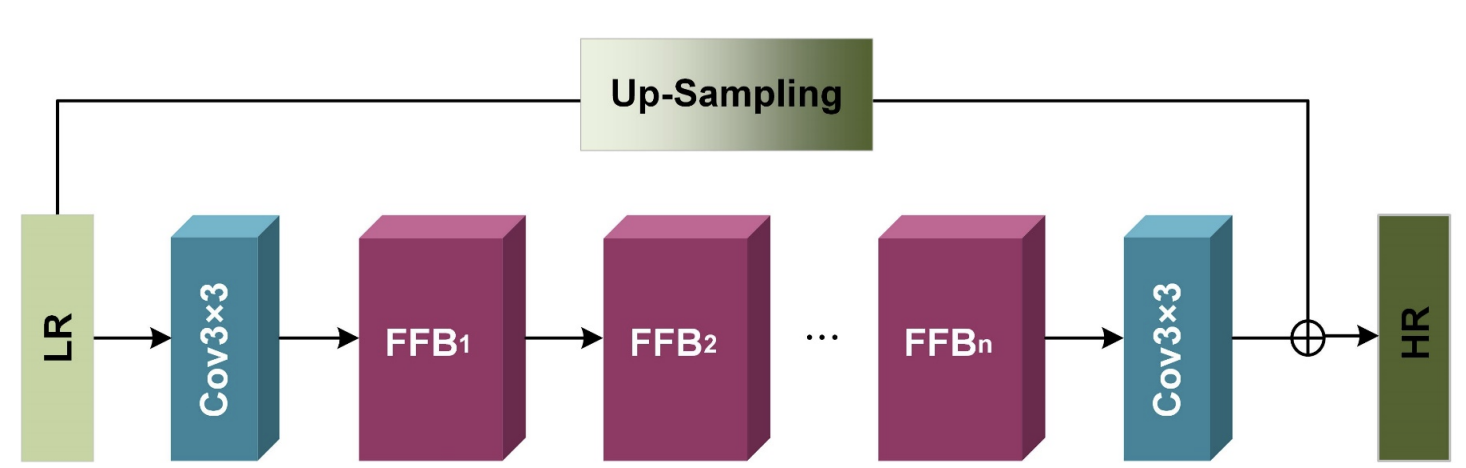 Up-Sampling
LR
Cov3×3
FFB1
FFB2
...
FFBn
Cov3×3
HR